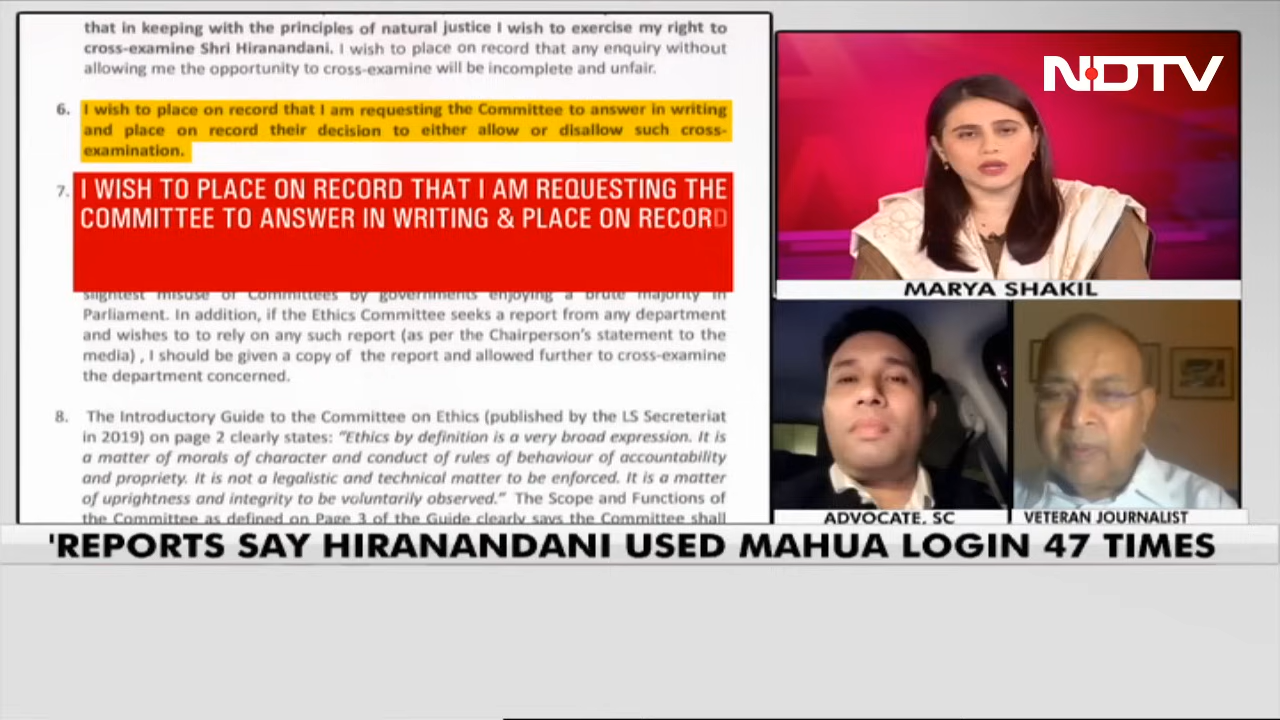 that in keeping with the principles of natural justice I wish to exercise my right to
cross-examine Shri Hiranandani. I wish to place on record that any enquiry without
allowing me the opportunity to cross-examine will be incomplete and unfair.
6. I wish to place on record that I am requesting the Committee to answer in writing
and place on record their decision to either allow or disallow such cross-
examination.
7.
I WISH TO PLACE ON RECORD THAT I AM REQUESTING THE
COMMITTEE TO ANSWER IN WRITING & PLACE ON RECORD
slightest misuse of Committees by governments enjoying a brute majority in
Parliament. In addition, if the Ethics Committee seeks a report from any department
and wishes to to rely on any such report (as per the Chairperson's statement to the
media) , I should be given a copy of the report and allowed further to cross-examine
the department concerned.
8. The Introductory Guide to the Committee on Ethics (published by the LS Secreteriat
in 2019) on page 2 clearly states: “Ethics by definition is a very broad expression. It is
a matter of morals of character and conduct of rules of behaviour of accountability
and propriety. It is not a legalistic and technical matter to be enforced. It is a matter
of uprightness and integrity to be voluntarily observed.” The Scope and Functions of
the Committee as defined on Page 3 of the Guide clearly says the Committee shall
NDTV
MARYA SHAKIL
ADVOCATE, SC
VETERAN JOURNALIST
'REPORTS SAY HIRANANDANI USED MAHUA LOGIN 47 TIMES